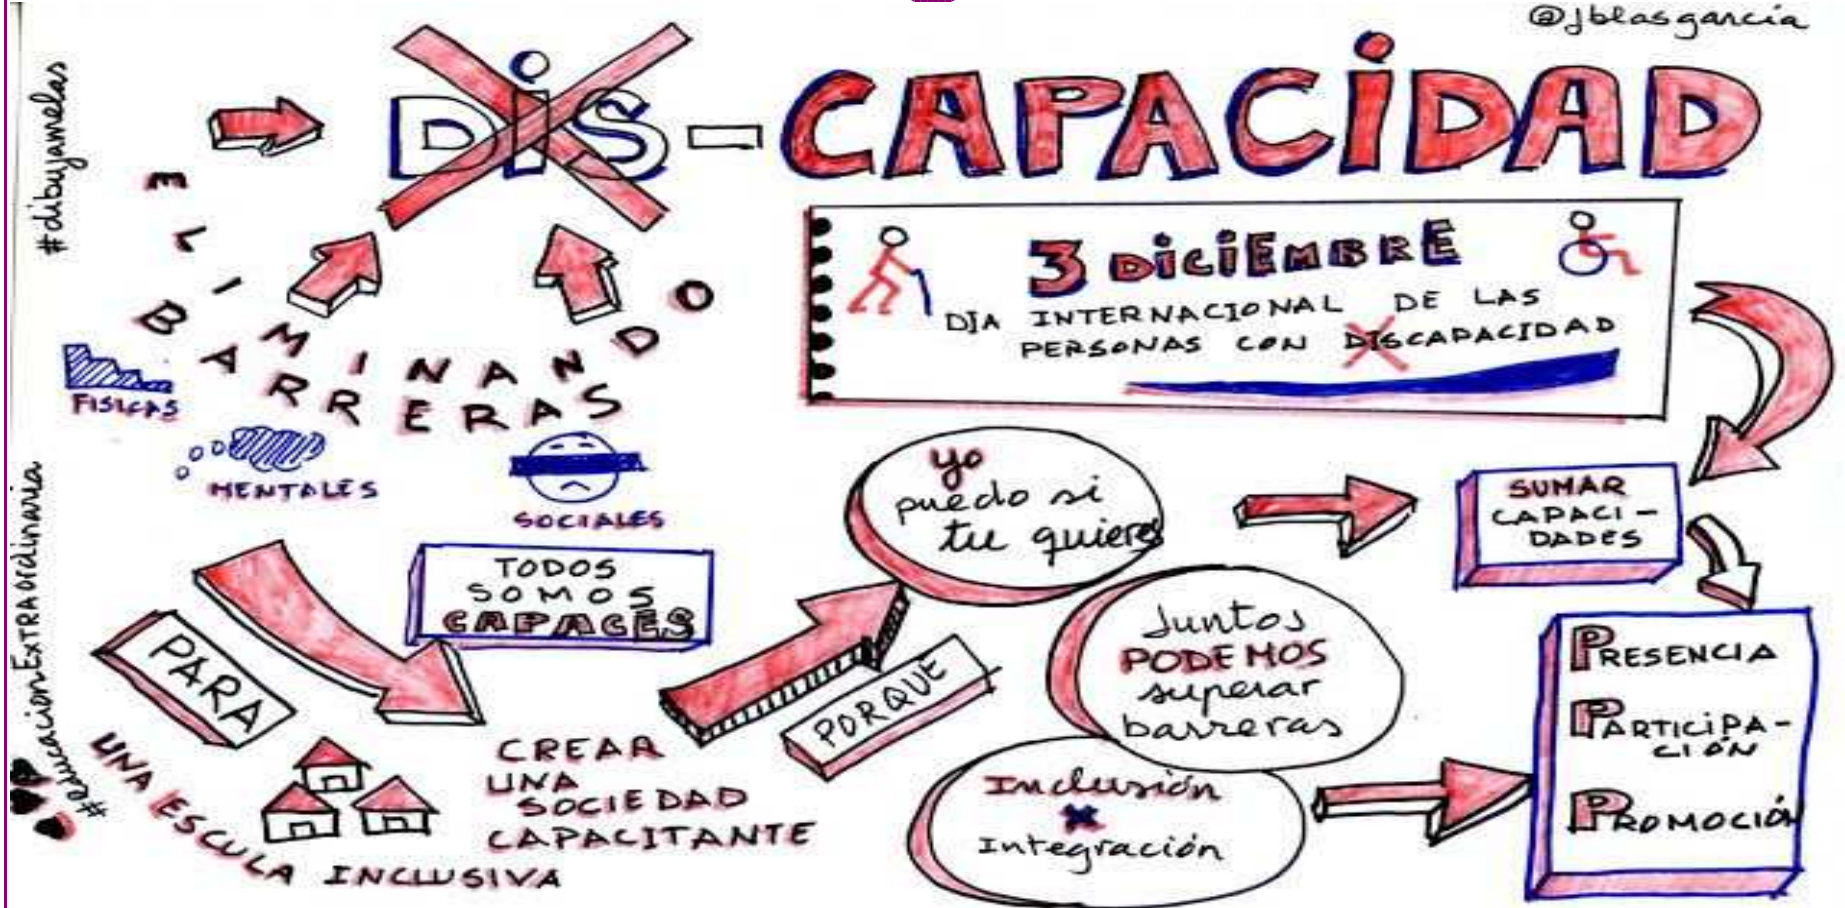 @jblasgarcia
#dibujamelas
DiS-CAPACiDAD
ELIMINANDO
BARRERAS
FISICAS
MENTALES
SOCIALES
3 DiCiEMBRE
DIA INTERNACIONAL DE LAS
PERSONAS CON DISCAPACIDAD
TODOS
SOMOS
CAPACES
yo
puedo si
tu quieres
SUMAR
CAPACI-
DADES
Juntos
PODEMOS
superar
barreras
PARA
PORQUE
#EducacionExtraordinaria
UNA ESCULA INCLUSIVA
CREAR
UNA
SOCIEDAD
CAPACITANTE
Inclusión
x
Integración
PRESENCIA
PARTiCiPA-
CIÓN
PROMOCIÓN